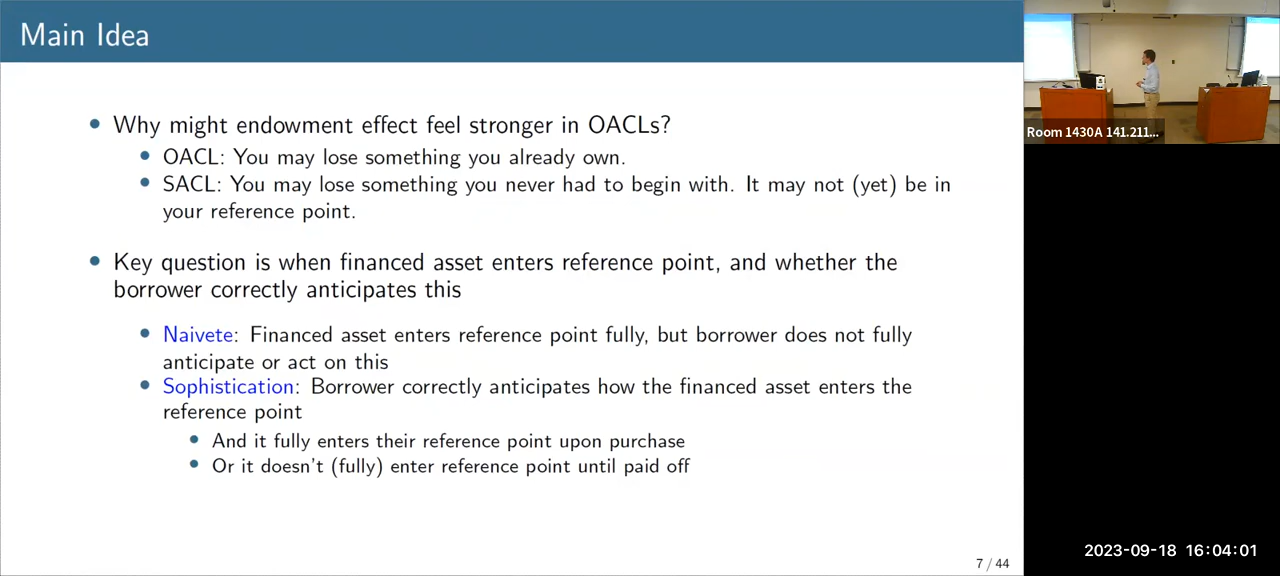 Main Idea
Why might endowment effect feel stronger in OACLs?
OACL: You may lose something you already own.
SACL: You may lose something you never had to begin with. It may not (yet) be in
your reference point.
Key question is when financed asset enters reference point, and whether the
borrower correctly anticipates this
Naivete: Financed asset enters reference point fully, but borrower does not fully
anticipate or act on this
Sophistication: Borrower correctly anticipates how the financed asset enters the
reference point
And it fully enters their reference point upon purchase
Or it doesn't (fully) enter reference point until paid off
7 / 44
Room 1430A 141.211...
2023-09-18 16:04:01